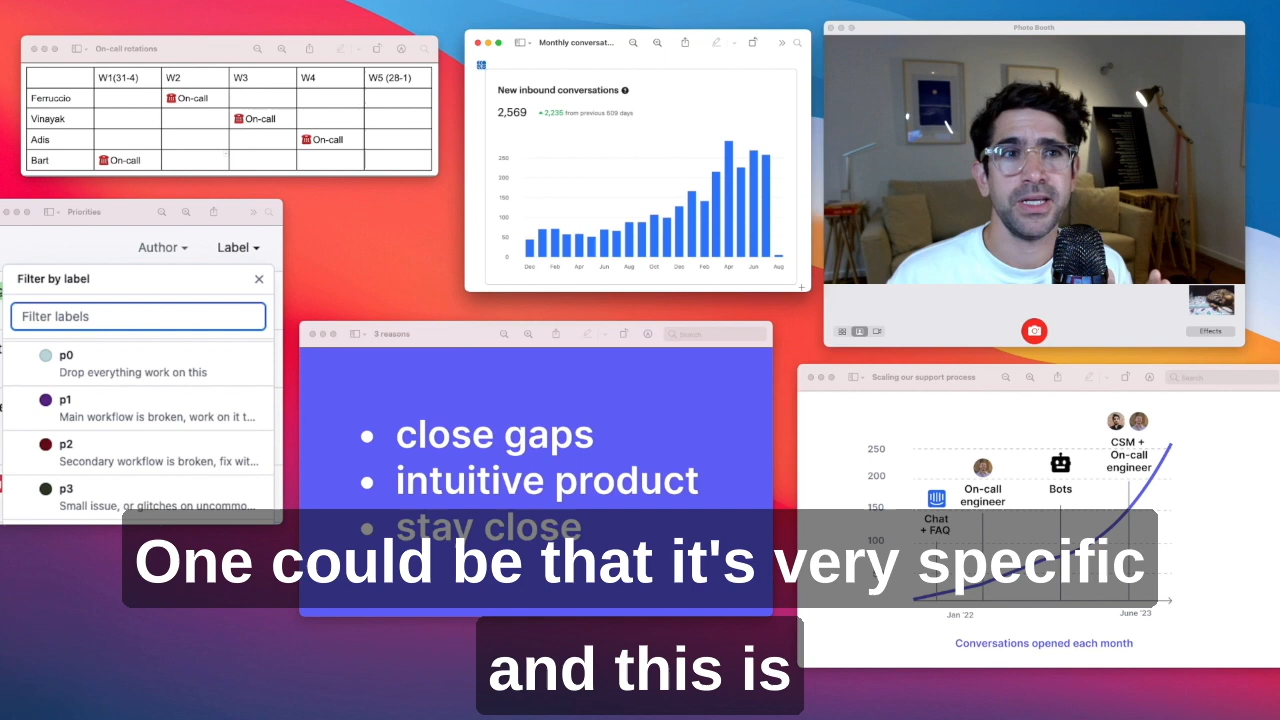 On-call rotations
W1(31-4) W2 W3 W4 W5 (28-1)
Ferruccio On-call
Vinayak On-call
Adis On-call
Bart On-call
Monthly conversat...
New inbound conversations
2,569 2,235 from previous 609 days
250
200
150
100
50
0
Dec Feb Apr Jun Aug Oct Dec Feb Apr Jun Aug
Photo Booth
Effects
Priorities
Author Label
Filter by label
Filter labels
p0
Drop everything work on this
p1
Main workflow is broken, work on it t...
p2
Secondary workflow is broken, fix wit...
p3
Small issue, or glitches on uncommo...
3 reasons
Search
• close gaps
• intuitive product
• stay close
Scaling our support process
Search
250
200
150
100
Chat
+ FAQ
On-call
engineer
Bots
CSM +
On-call
engineer
Jan '22 June '23
Conversations opened each month
One could be that it's very specific
and this is